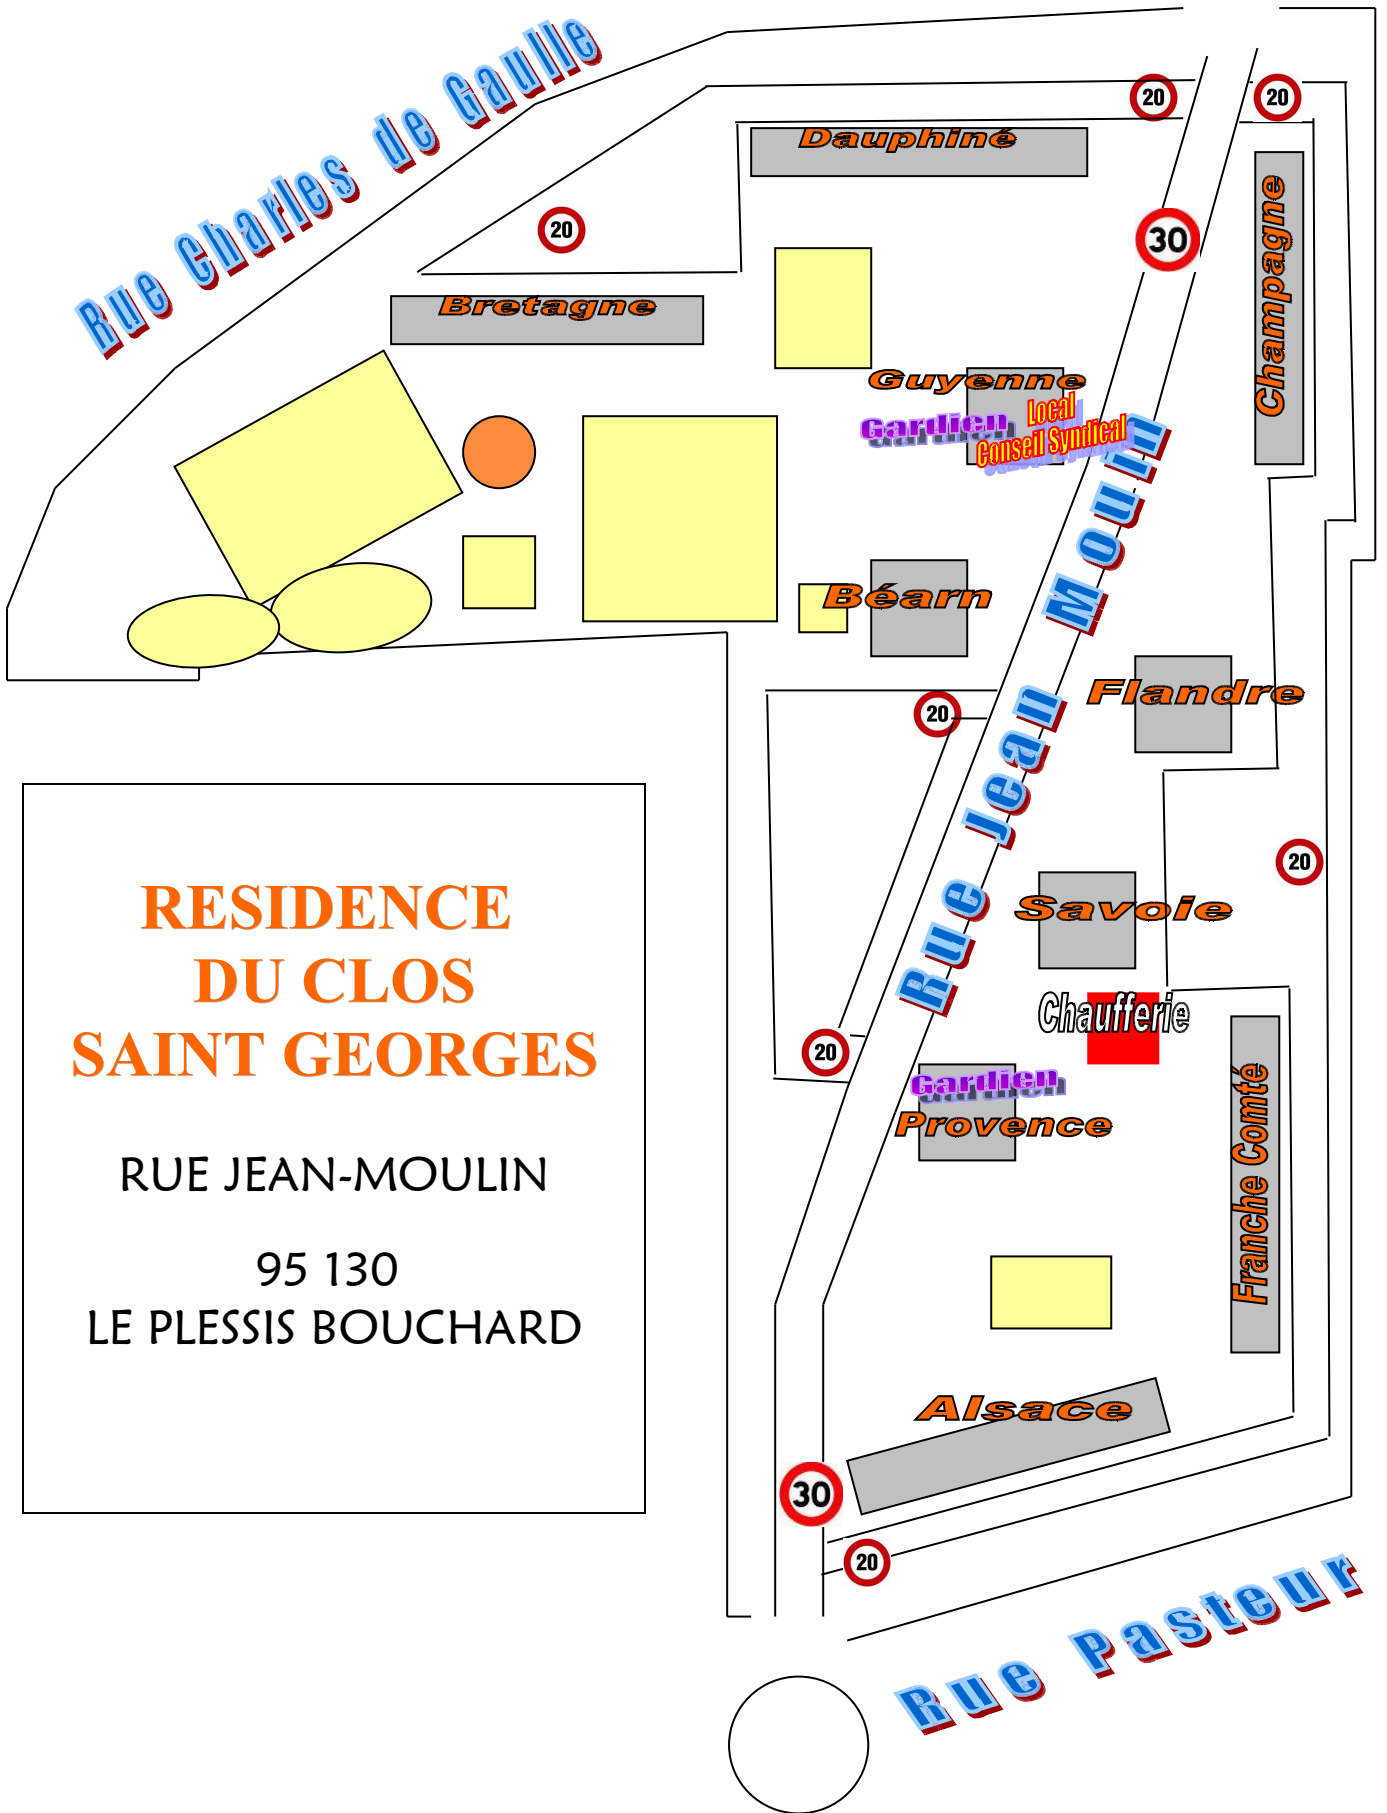 Rue Charles de Gaulle
20
20
Dauphiné
20
30
Champagne
Bretagne
Guyenne
Gardien
Local
Conseil Syndical
Rue Jean Moulin
Béarn
Flandre
20
RESIDENCE
DU CLOS
SAINT GEORGES
RUE JEAN-MOULIN
95 130
LE PLESSIS BOUCHARD
20
Savoie
Chaufferie
20
Gardien
Provence
Franche Comté
Alsace
30
20
Rue Pasteur